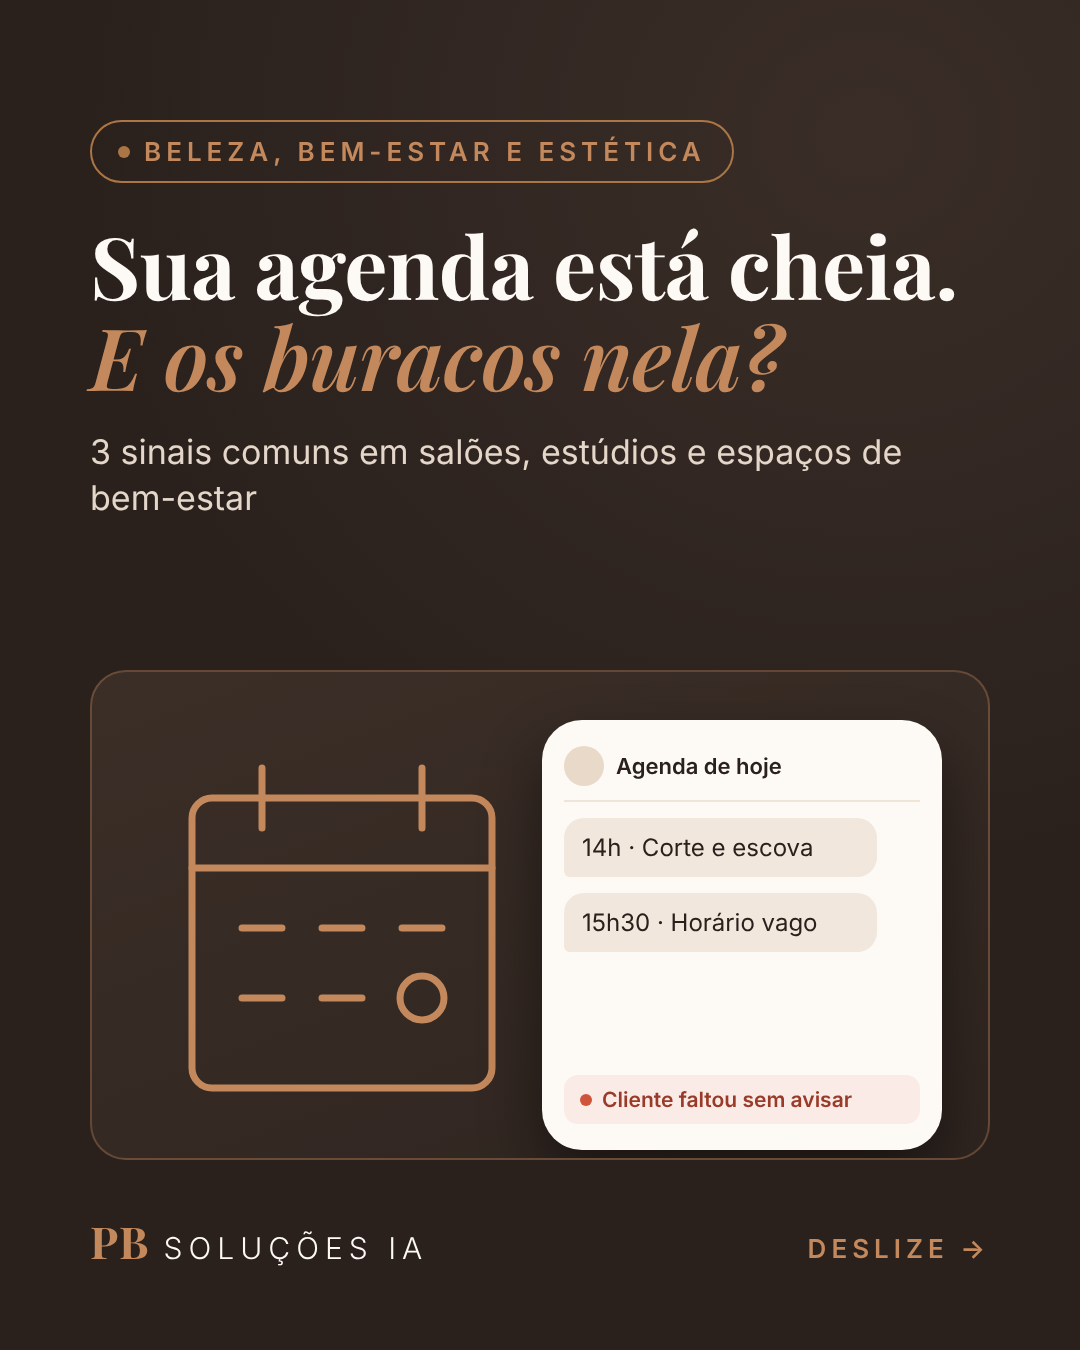 BELEZA, BEM-ESTAR E ESTÉTICA
Sua agenda está cheia.
E os buracos nela?
3 sinais comuns em salões, estúdios e espaços de
bem-estar
Agenda de hoje
14h · Corte e escova
15h30 · Horário vago
Cliente faltou sem avisar
PB SOLUÇÕES IA
DESLIZE →